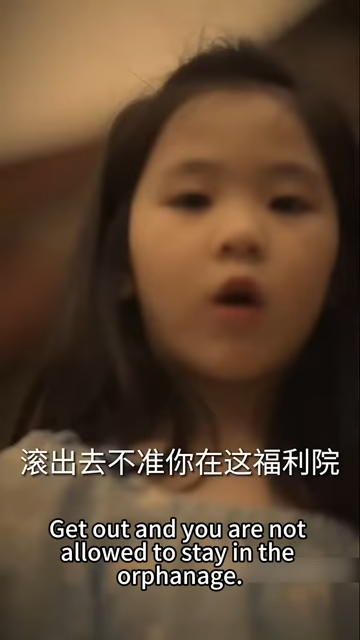 滚出去不准你在这福利院
Get out and you are not
allowed to stay in the
orphanage.